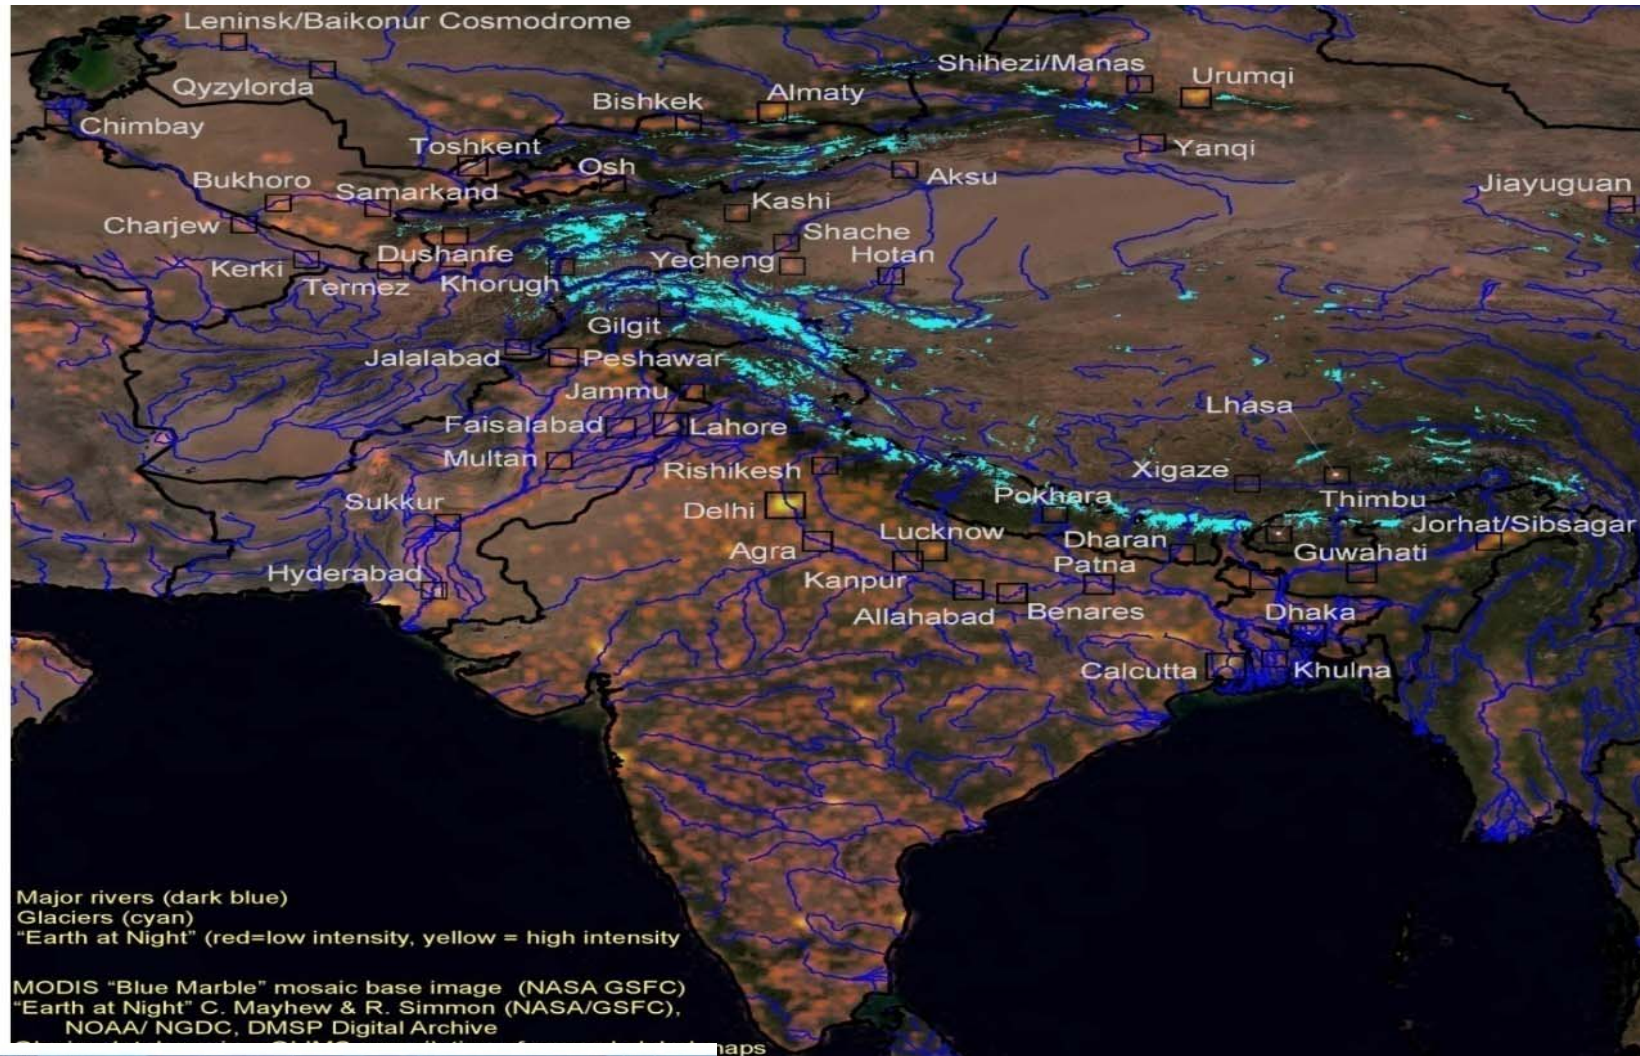 Leninsk/Baikonur Cosmodrome
Shihezi/Manas
Urumqi
Qyzylorda
Bishkek
Almaty
Chimbay
Toshkent
Osh
Yanqi
Aksu
Bukhoro
Samarkand
Kashi
Jiayuguan
Charjew
Dushanfe
Shache
Kerki
Termez
Khorugh
Yecheng
Hotan
Gilgit
Jalalabad
Peshawar
Jammu
Lhasa
Faisalabad
Lahore
Multan
Rishikesh
Xigaze
Sukkur
Delhi
Pokhara
Thimbu
Agra
Lucknow
Dharan
Jorhat/Sibsagar
Guwahati
Hyderabad
Kanpur
Patna
Allahabad
Benares
Dhaka
Calcutta
Khulna
Major rivers (dark blue)
Glaciers (cyan)
“Earth at Night” (red=low intensity, yellow = high intensity
MODIS “Blue Marble” mosaic base image (NASA GSFC)
“Earth at Night” C. Mayhew & R. Simmon (NASA/GSFC),
NOAA/ NGDC, DMSP Digital Archive